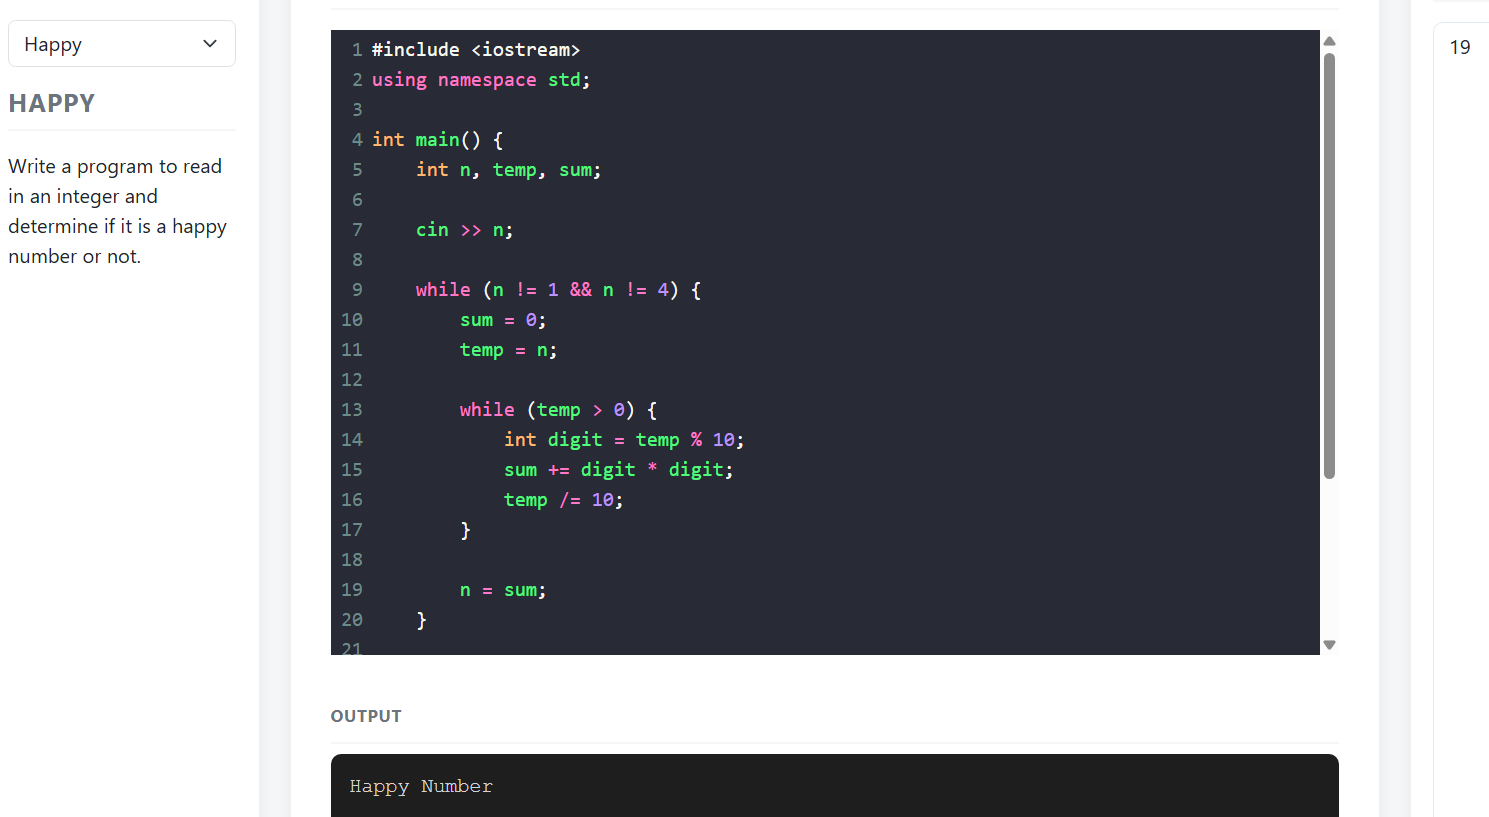 Happy
HAPPY
Write a program to read
in an integer and
determine if it is a happy
number or not.
1 #include <iostream>
2 using namespace std;
3
4 int main() {
5     int n, temp, sum;
6
7     cin >> n;
8
9     while (n != 1 && n != 4) {
10         sum = 0;
11         temp = n;
12
13         while (temp > 0) {
14             int digit = temp % 10;
15             sum += digit * digit;
16             temp /= 10;
17         }
18
19         n = sum;
20     }
21
OUTPUT
Happy Number
19